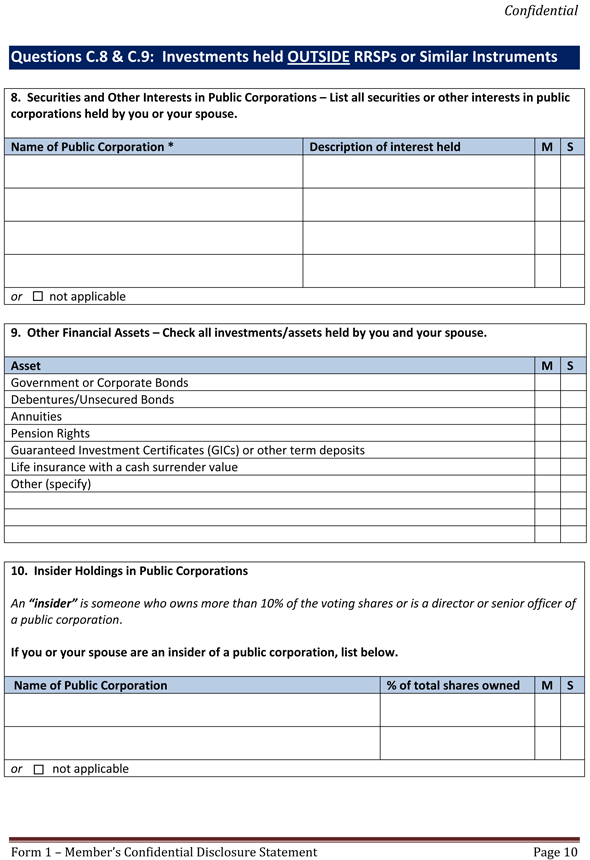 Confidential
Questions C.8 & C.9:  Investments held OUTSIDE RRSPs or Similar Instruments
8.  Securities and Other Interests in Public Corporations – List all securities or other interests in public
corporations held by you or your spouse.
Name of Public Corporation * Description of interest held M S
or □ not applicable
9.  Other Financial Assets – Check all investments/assets held by you and your spouse.
Asset M S
Government or Corporate Bonds
Debentures/Unsecured Bonds
Annuities
Pension Rights
Guaranteed Investment Certificates (GICs) or other term deposits
Life insurance with a cash surrender value
Other (specify)
10.  Insider Holdings in Public Corporations
An “insider” is someone who owns more than 10% of the voting shares or is a director or senior officer of
a public corporation.
If you or your spouse are an insider of a public corporation, list below.
Name of Public Corporation % of total shares owned M S
or □ not applicable
Form 1 – Member’s Confidential Disclosure Statement Page 10